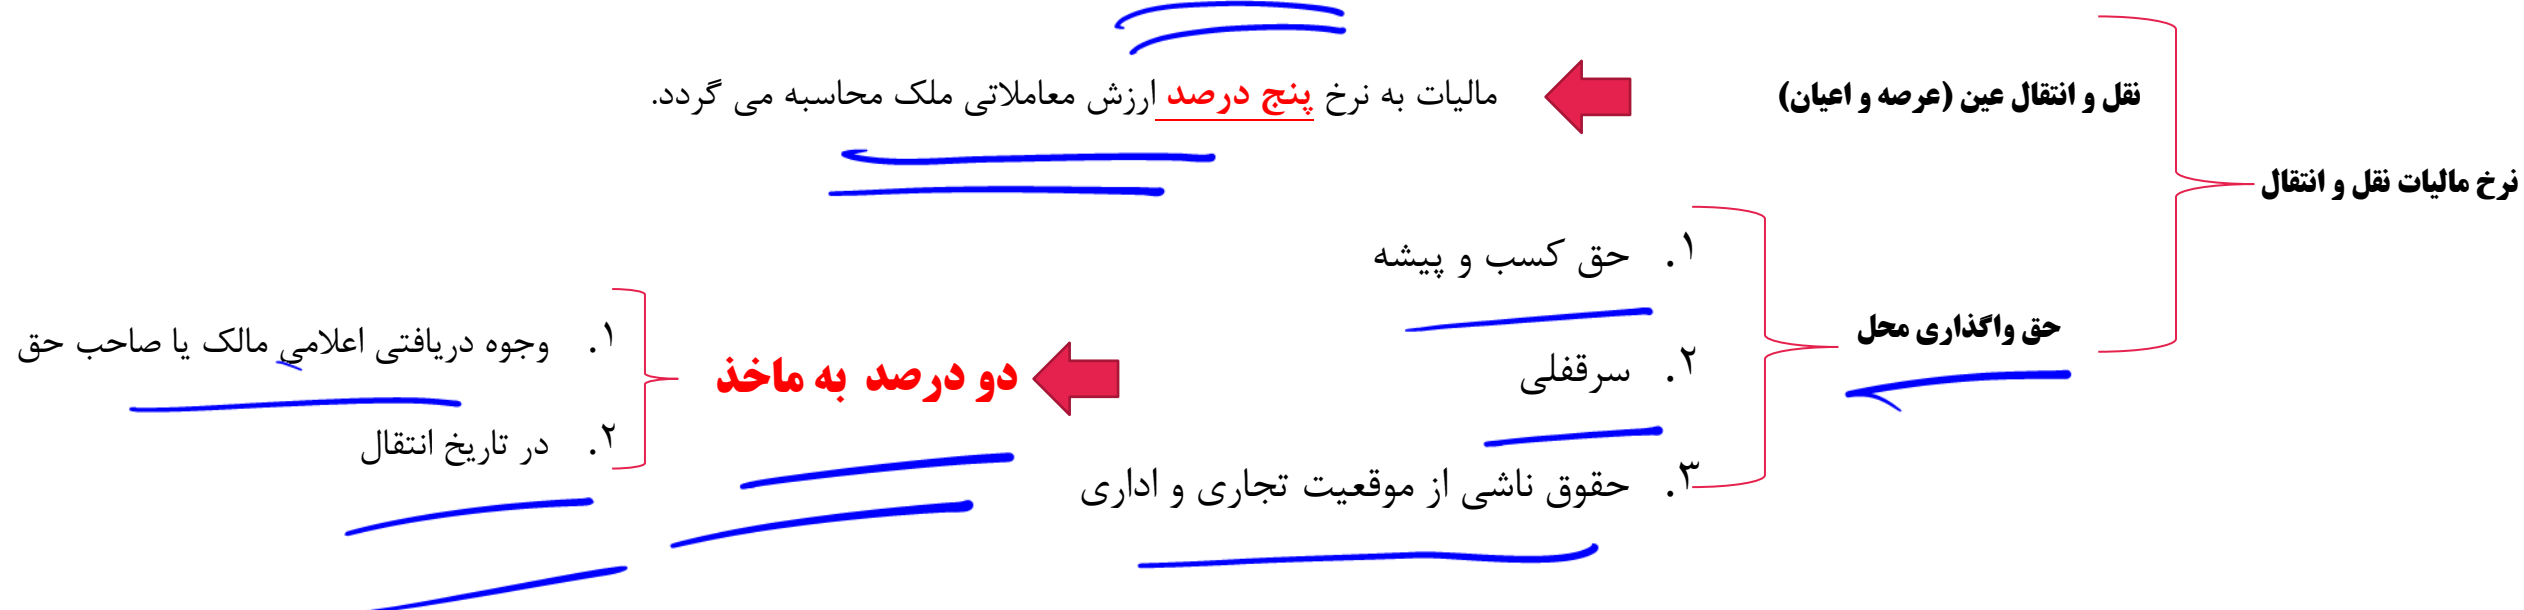 نرخ مالیات نقل و انتقال
نقل و انتقال عین (عرصه و اعیان)
مالیات به نرخ پنج درصد ارزش معاملاتی ملک محاسبه می گردد.
حق واگذاری محل
۱. حق کسب و پیشه
۲. سرقفلی
۳. حقوق ناشی از موقعیت تجاری و اداری
دو درصد به ماخذ
۱. وجوه دریافتی اعلامی مالک یا صاحب حق
۲. در تاریخ انتقال